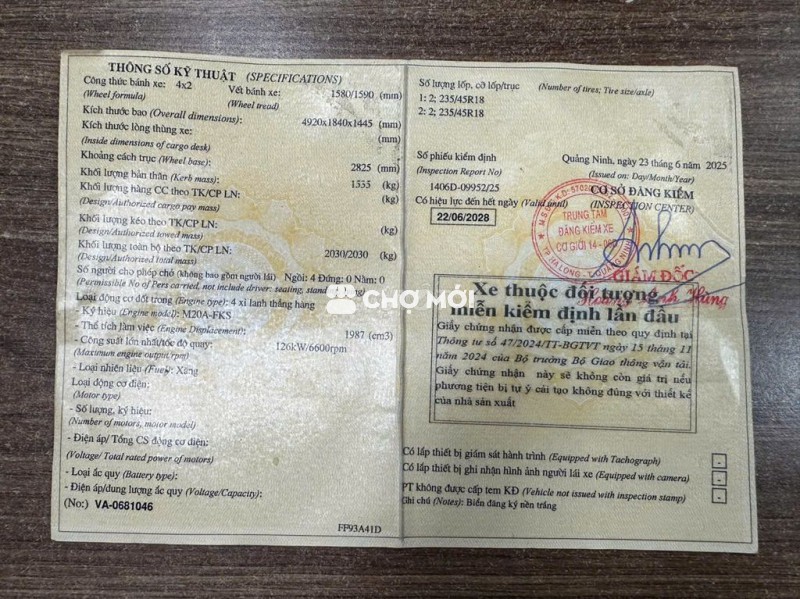 THÔNG SỐ KỸ THUẬT (SPECIFICATIONS)
Công thức bánh xe: 4x2 Vết bánh xe: 1580/1590 (mm)
(Wheel formula) (Wheel tread)
Kích thước bao (Overall dimensions): 4920x1840x1445 (mm)
Kích thước lòng thùng xe: (mm)
(Inside dimensions of cargo desk)
Khoảng cách trục (Wheel base): 2825 (mm)
Khối lượng bản thân (Kerb mass): 1535 (kg)
Khối lượng hàng CC theo TK/CP LN: (kg)
(Design/Authorized cargo pay mass)
Khối lượng kéo theo TK/CP LN: (kg)
(Design/Authorized towed mass)
Khối lượng toàn bộ theo TK/CP LN: 2030/2030 (kg)
(Design/Authorized total mass)
Số người cho phép chở (không bao gồm người lái) Ngồi: 4 Đứng: 0 Nằm: 0
(Permissible No of Pers carried, not include driver: seating, stand
Loại động cơ đốt trong (Engine type): 4 xi lanh thẳng hàng
- Ký hiệu (Engine model): M20A-FKS
- Thể tích làm việc (Engine Displacement): 1987 (cm3)
- Công suất lớn nhất/tốc độ quay: 126kW/6600rpm
(Maximum engine output/rpm)
- Loại nhiên liệu (Fuel): Xăng
Loại động cơ điện:
(Motor type)
- Số lượng, ký hiệu:
(Number of motors, motor model)
- Điện áp/ Tổng CS động cơ điện:
(Voltage/ Total rated power of motors)
- Loại ắc quy (Battery type):
- Điện áp/dung lượng ắc quy (Voltage/Capacity):
(No:) VA-0681046
FP93A41D
Số lượng lốp, cỡ lốp/trục (Number of tires; Tire size/axle)
1: 2; 235/45R18
2: 2; 235/45R18
Số phiếu kiểm định
(Inspection Report No)
1406D-09952/25
Quảng Ninh, ngày 23 tháng 6 năm 2025
(Issued on: Day/Month/Year)
Có hiệu lực đến hết ngày (Valid until)
22/06/2028
CƠ SỞ ĐĂNG KIỂM
(INSPECTION CENTER)
TRUNG TÂM
ĐĂNG KIỂM XE
CƠ GIỚI 14-06D
GIÁM ĐỐC
Xe thuộc đối tượng
miễn kiểm định lần đầu
Giấy chứng nhận được cấp miễn theo quy định tại
Thông tư số 47/2024/TT-BGTVT ngày 15 tháng 11
năm 2024 của Bộ trưởng Bộ Giao thông vận tải.
Giấy chứng nhận này sẽ không còn giá trị nếu
phương tiện bị tự ý cải tạo không đúng với thiết kế
của nhà sản xuất
Có lắp thiết bị giám sát hành trình (Equipped with Tachograph) -
Có lắp thiết bị ghi nhận hình ảnh người lái xe (Equipped with camera) -
PT không được cấp tem KĐ (Vehicle not issued with inspection stamp) -
Ghi chú (Notes): Biển đăng ký nền trắng
CHỢ MỚI